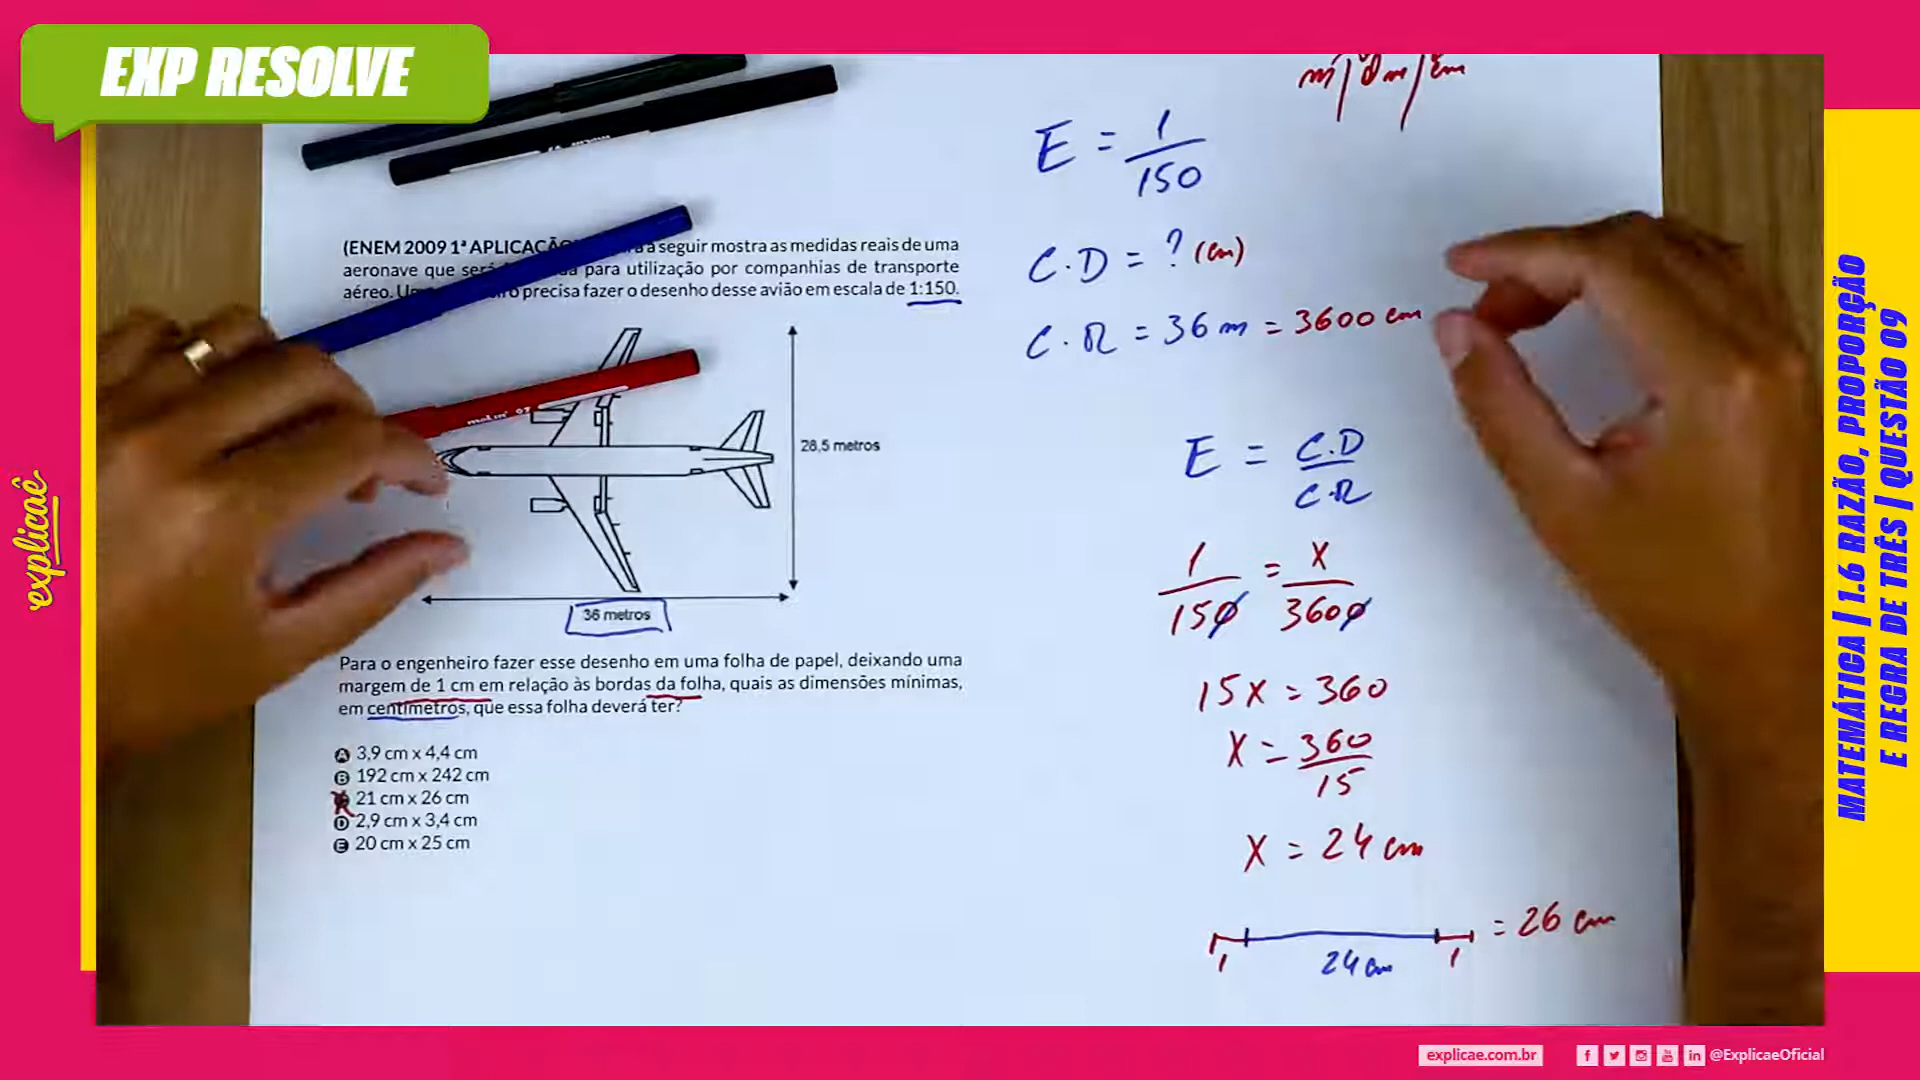 EXP RESOLVE
m/dm/cm
E = 1/150
C.D = ? (cm)
C.R = 36 m = 3600 cm
E = C.D/C.R
1/150 = X/3600
15X = 360
X = 360/15
X = 24 cm
1 24 cm 1 = 26 cm
(ENEM 2009 1ª APLICAÇÃO a seguir mostra as medidas reais de uma
aeronave que será para utilização por companhias de transporte
aéreo. precisa fazer o desenho desse avião em escala de 1:150.
28,5 metros
36 metros
Para o engenheiro fazer esse desenho em uma folha de papel, deixando uma
margem de 1 cm em relação às bordas da folha, quais as dimensões mínimas,
em centímetros, que essa folha deverá ter?
A 3,9 cm x 4,4 cm
B 192 cm x 242 cm
21 cm x 26 cm
D 2,9 cm x 3,4 cm
E 20 cm x 25 cm
explicaê
MATEMÁTICA | 1.6 RAZÃO, PROPORÇÃO
E REGRA DE TRÊS | QUESTÃO 09
explicae.com.br
@ExplicaeOficial